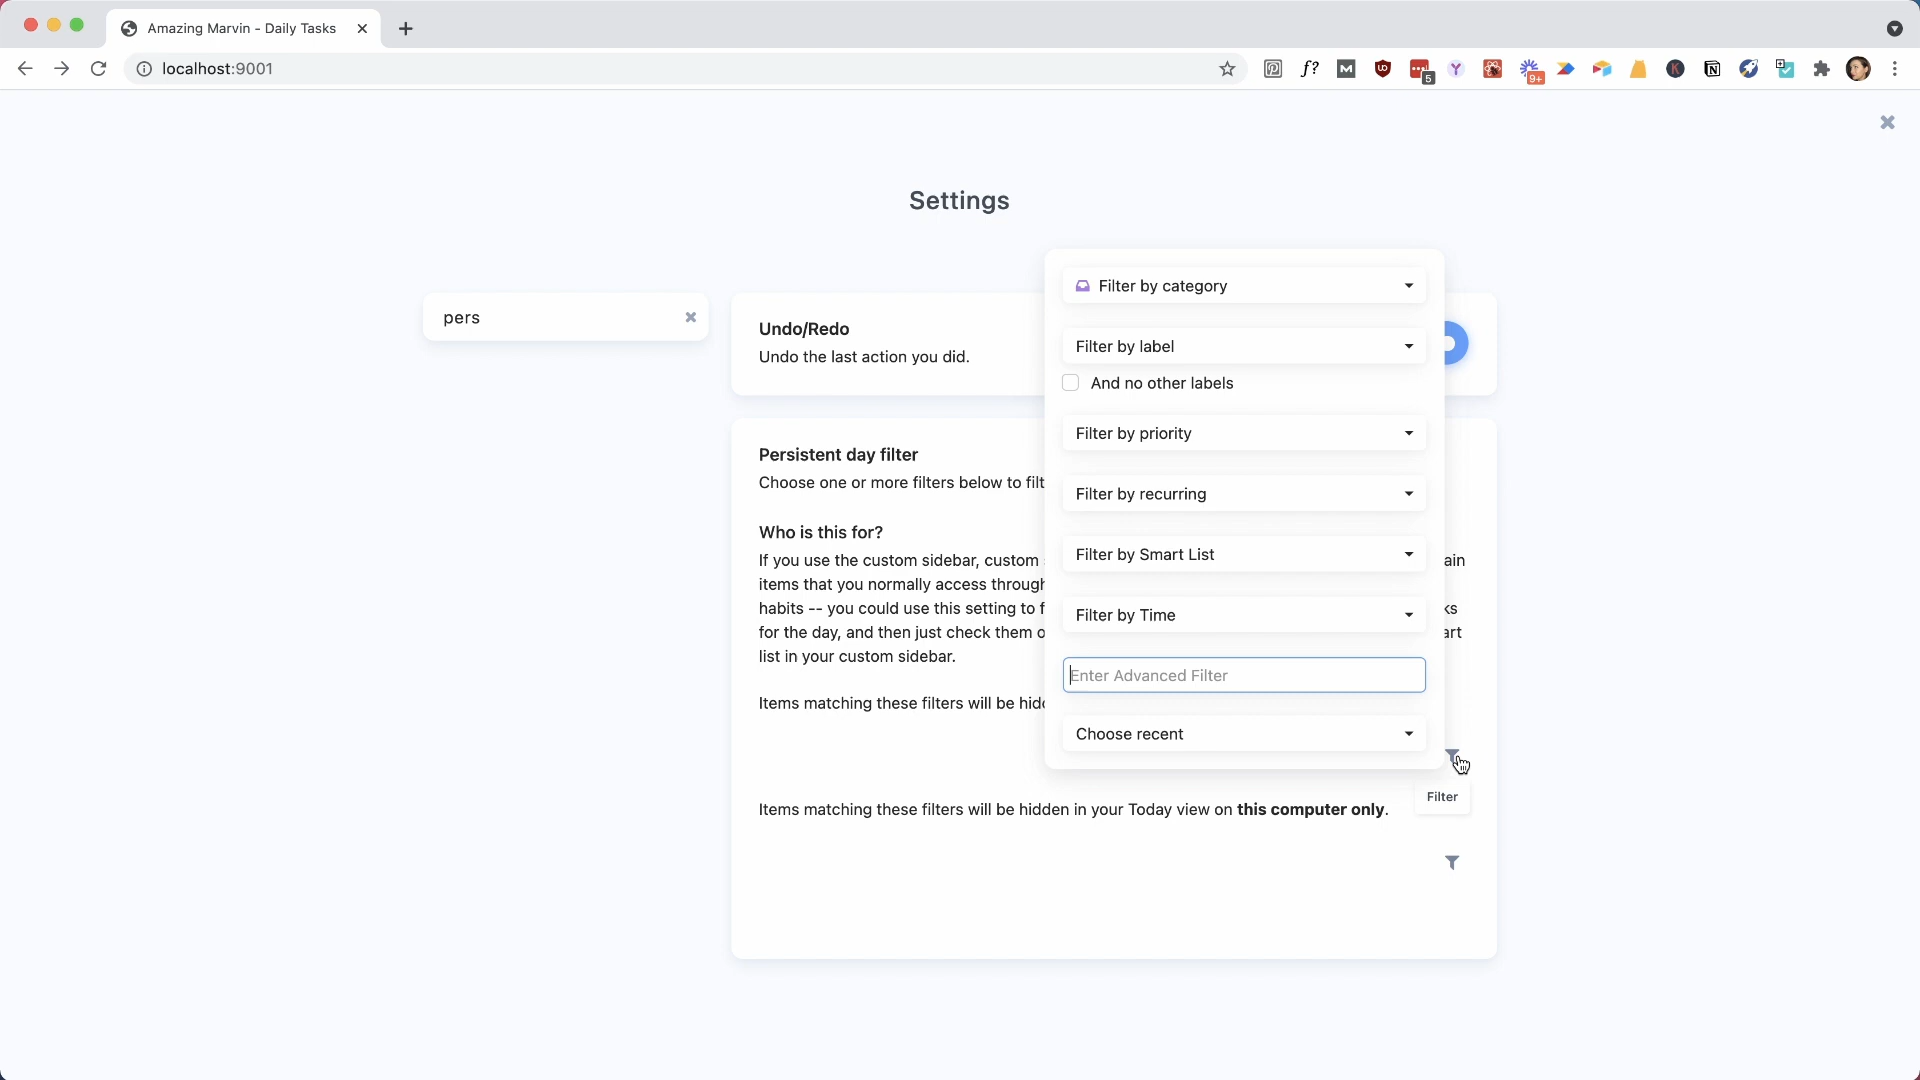 Amazing Marvin - Daily Tasks
localhost:9001
5
9+
Settings
pers
Undo/Redo
Undo the last action you did.
Persistent day filter
Choose one or more filters below to filt
Who is this for?
If you use the custom sidebar, custom
ain
items that you normally access through
habits -- you could use this setting to f
ks
for the day, and then just check them o
art
list in your custom sidebar.
Items matching these filters will be hidd
Filter by category
Filter by label
And no other labels
Filter by priority
Filter by recurring
Filter by Smart List
Filter by Time
Enter Advanced Filter
Choose recent
Filter
Items matching these filters will be hidden in your Today view on this computer only.